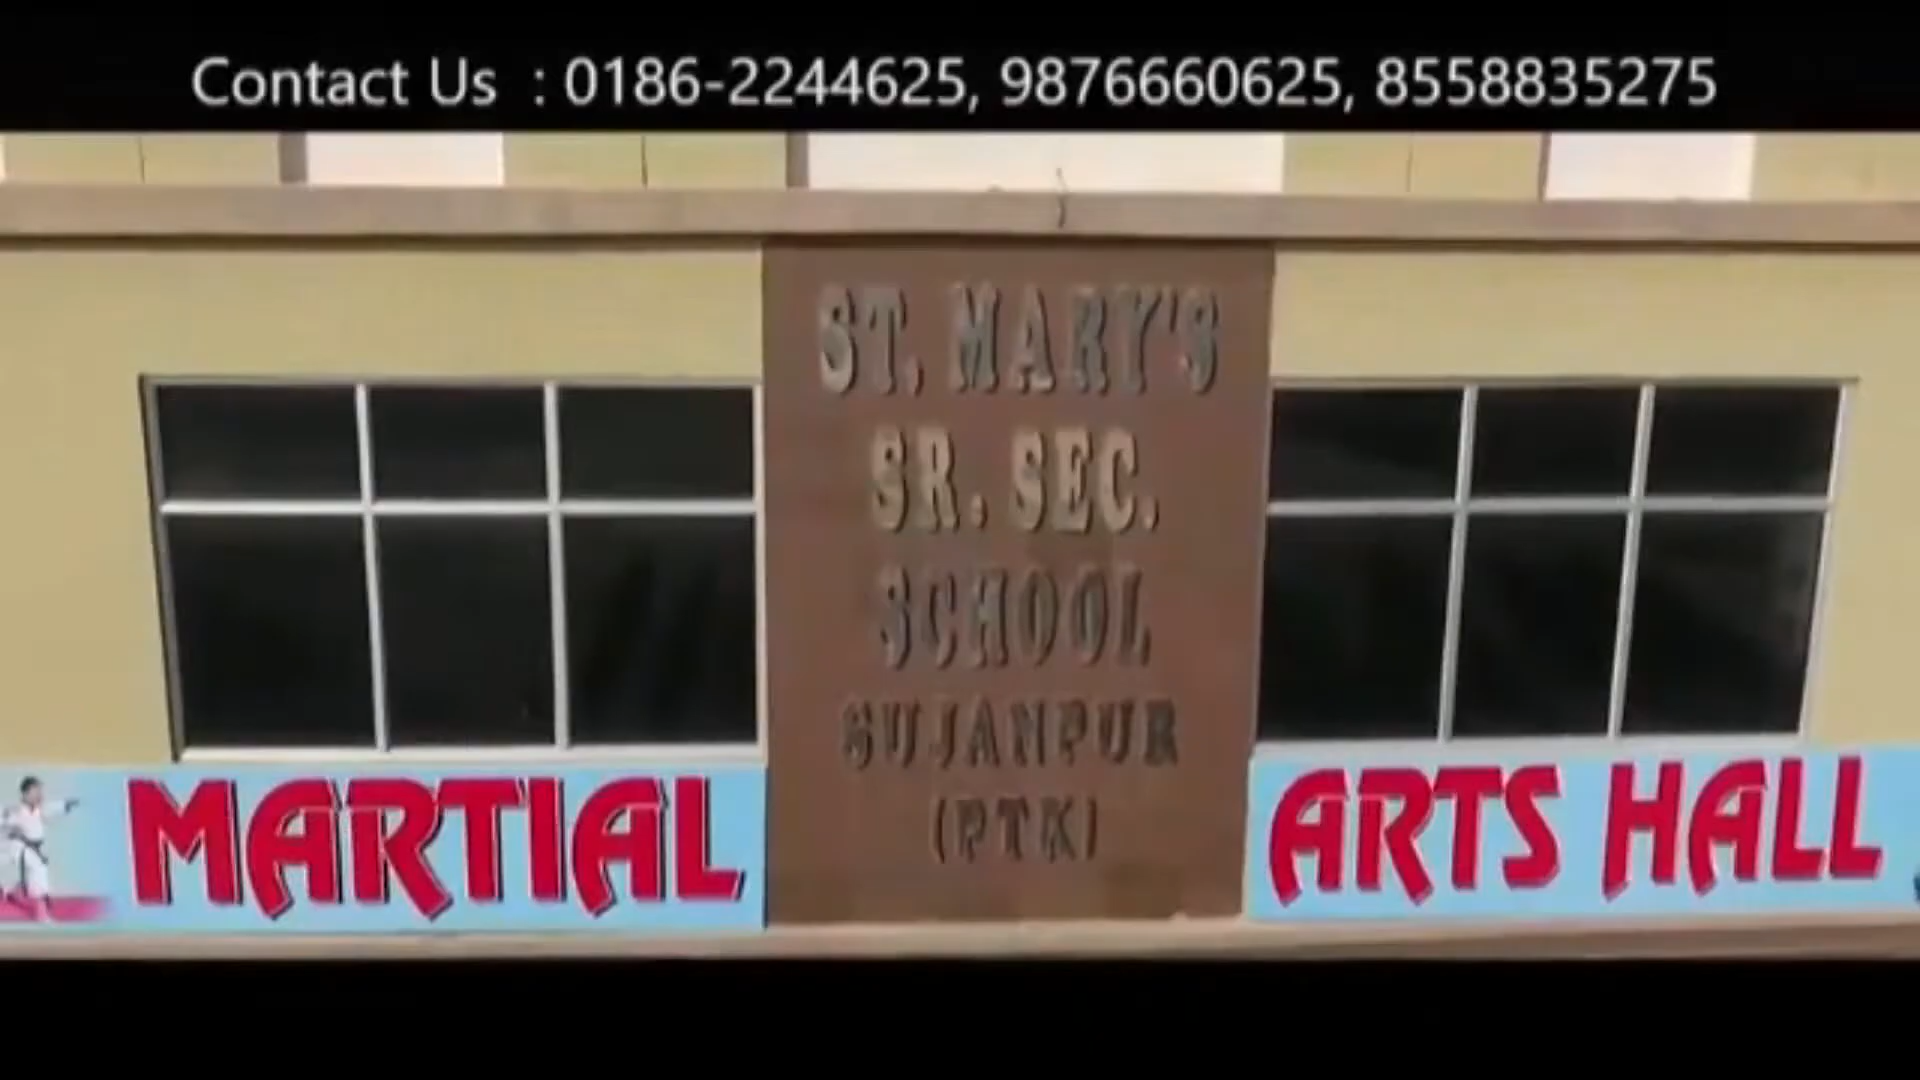 Contact Us : 0186-2244625, 9876660625, 8558835275
ST. MARY'S
SR. SEC.
SCHOOL
SUJANPUR
(PTK)
MARTIAL
ARTS HALL